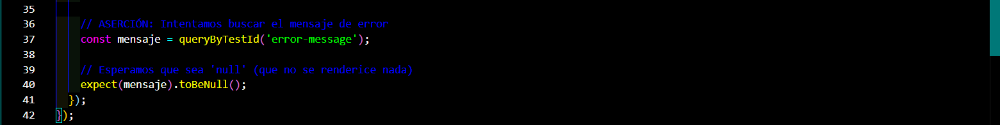 35
36 // ASERCIÓN: Intentamos buscar el mensaje de error
37 const mensaje = queryByTestId('error-message');
38
39 // Esperamos que sea 'null' (que no se renderice nada)
40 expect(mensaje).toBeNull();
41 });
42 });